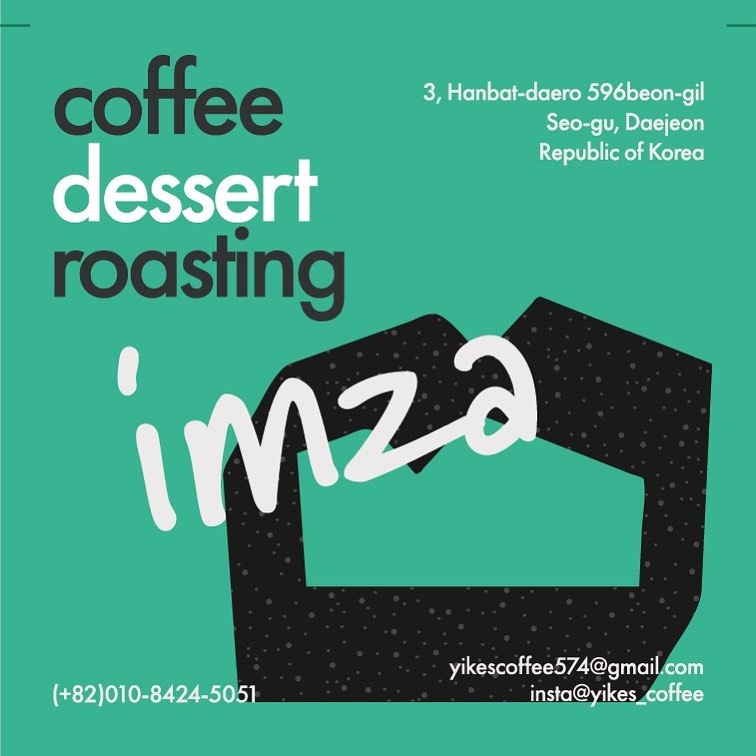 coffee
dessert
roasting
3, Hanbat-daero 596beon-gil
Seo-gu, Daejeon
Republic of Korea
imza
(+82)010-8424-5051
yikescoffee574@gmail.com
insta@yikes_coffee